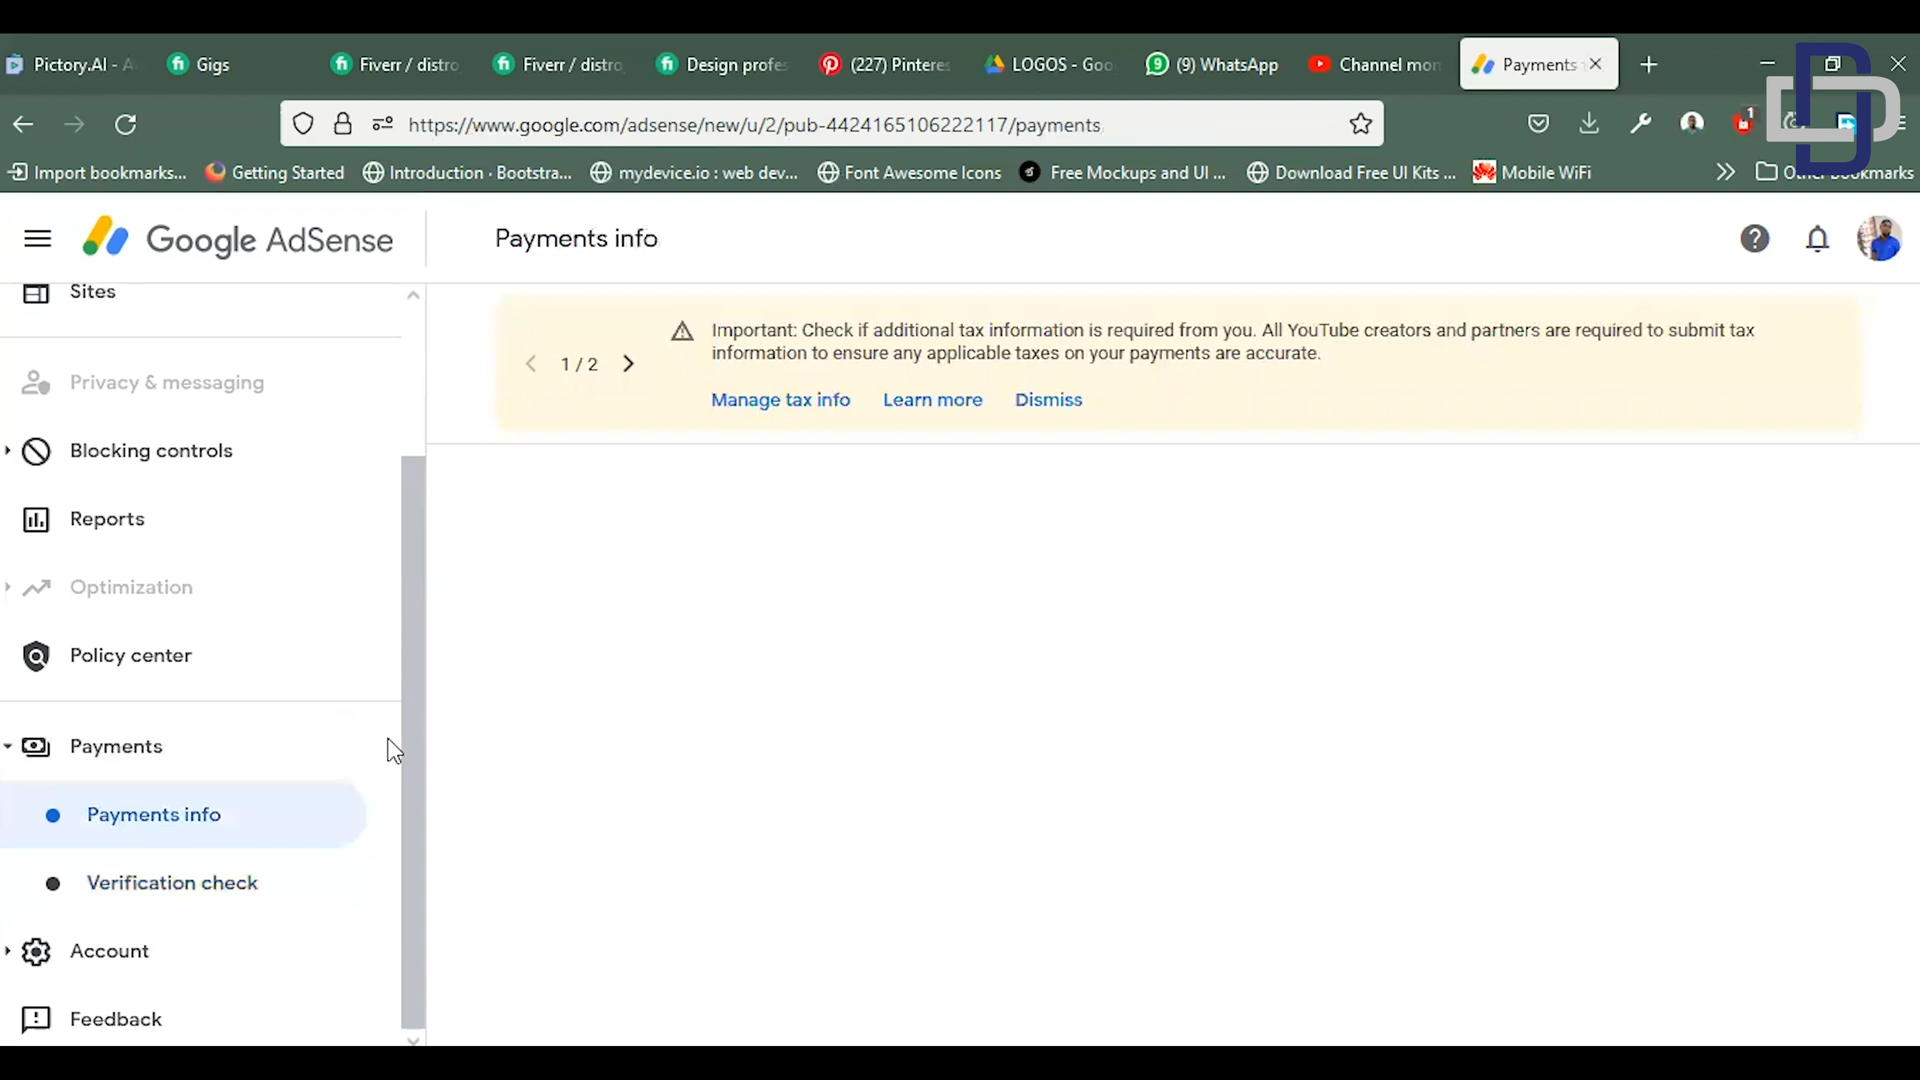 Pictory.AI - A
Gigs
Fiverr / distro
Fiverr / distro
Design profes
(227) Pinteres
LOGOS - Goo
9
(9) WhatsApp
Channel mon
Payments
https://www.google.com/adsense/new/u/2/pub-4424165106222117/payments
1
Import bookmarks...
Getting Started
Introduction · Bootstra...
mydevice.io : web dev...
Font Awesome Icons
Free Mockups and UI ...
Download Free UI Kits ...
Mobile WiFi
Other Bookmarks
Google AdSense
Payments info
Sites
Privacy & messaging
Blocking controls
Reports
Optimization
Policy center
Payments
Payments info
Verification check
Account
Feedback
1 / 2
Important: Check if additional tax information is required from you. All YouTube creators and partners are required to submit tax
information to ensure any applicable taxes on your payments are accurate.
Manage tax info
Learn more
Dismiss